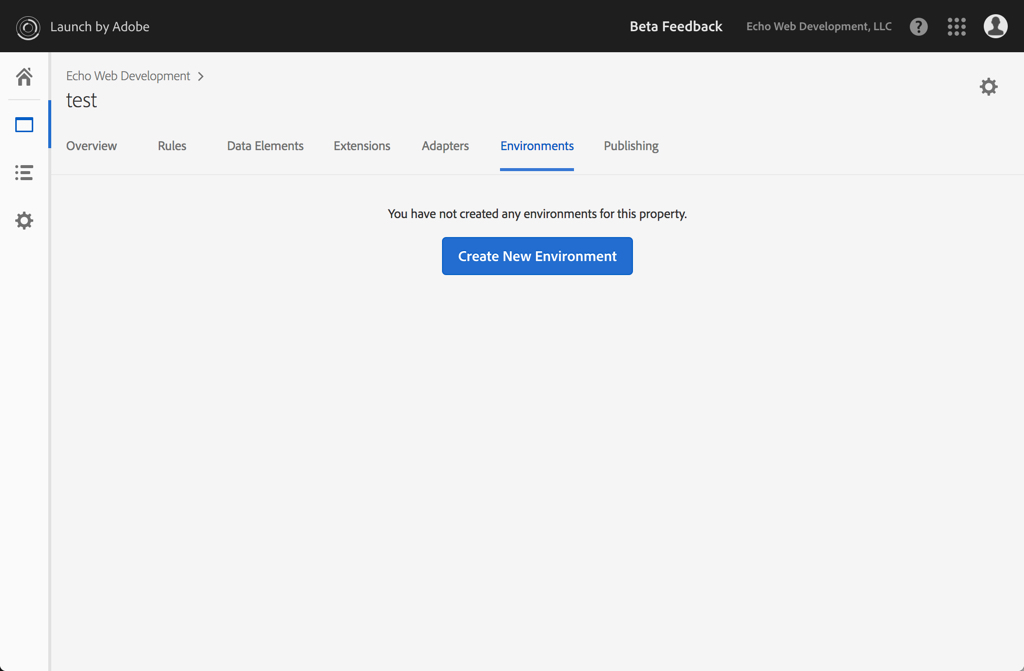 Launch by Adobe
Beta Feedback
Echo Web Development, LLC
?
Echo Web Development >
test
Overview Rules Data Elements Extensions Adapters Environments Publishing
You have not created any environments for this property.
Create New Environment